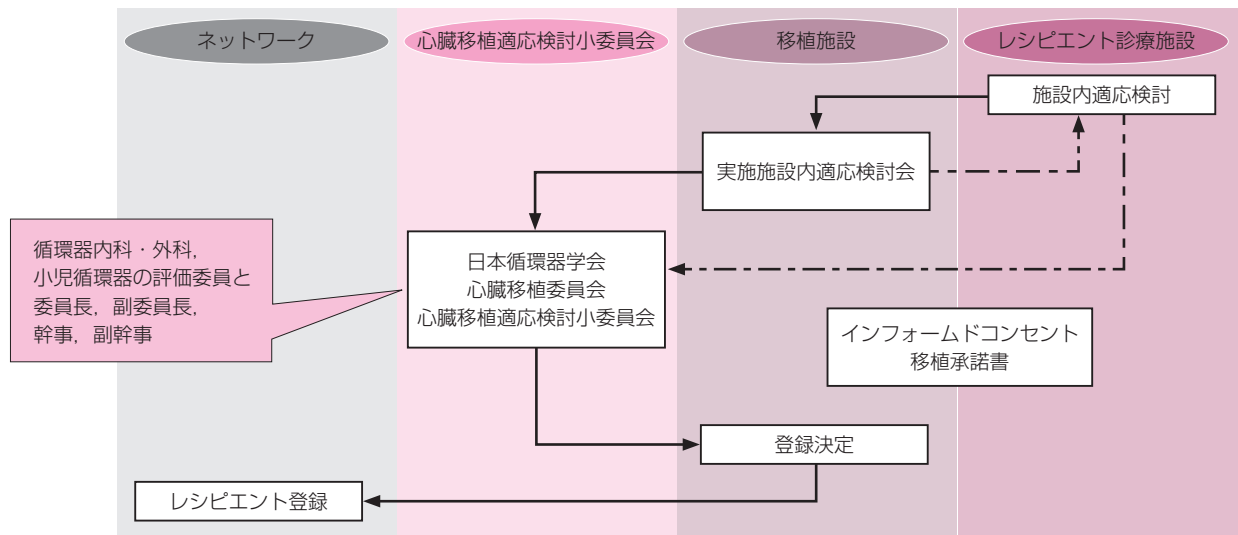 ネットワーク
心臓移植適応検討小委員会
移植施設
レシピエント診療施設
施設内適応検討
実施施設内適応検討会
循環器内科・外科，
小児循環器の評価委員と
委員長，副委員長，
幹事，副幹事
日本循環器学会
心臓移植委員会
心臓移植適応検討小委員会
インフォームドコンセント
移植承諾書
登録決定
レシピエント登録